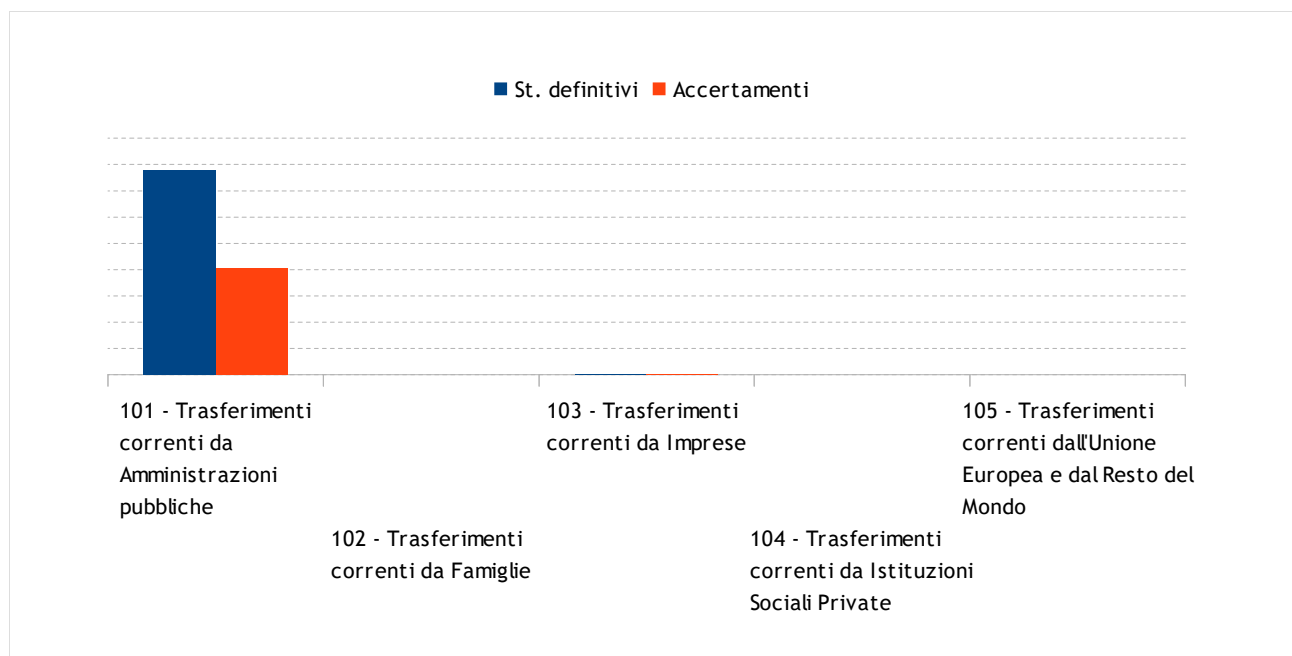 St. definitivi Accertamenti
101 - Trasferimenti
correnti da
Amministrazioni
pubbliche
102 - Trasferimenti
correnti da Famiglie
103 - Trasferimenti
correnti da Imprese
104 - Trasferimenti
correnti da Istituzioni
Sociali Private
105 - Trasferimenti
correnti dall'Unione
Europea e dal Resto del
Mondo